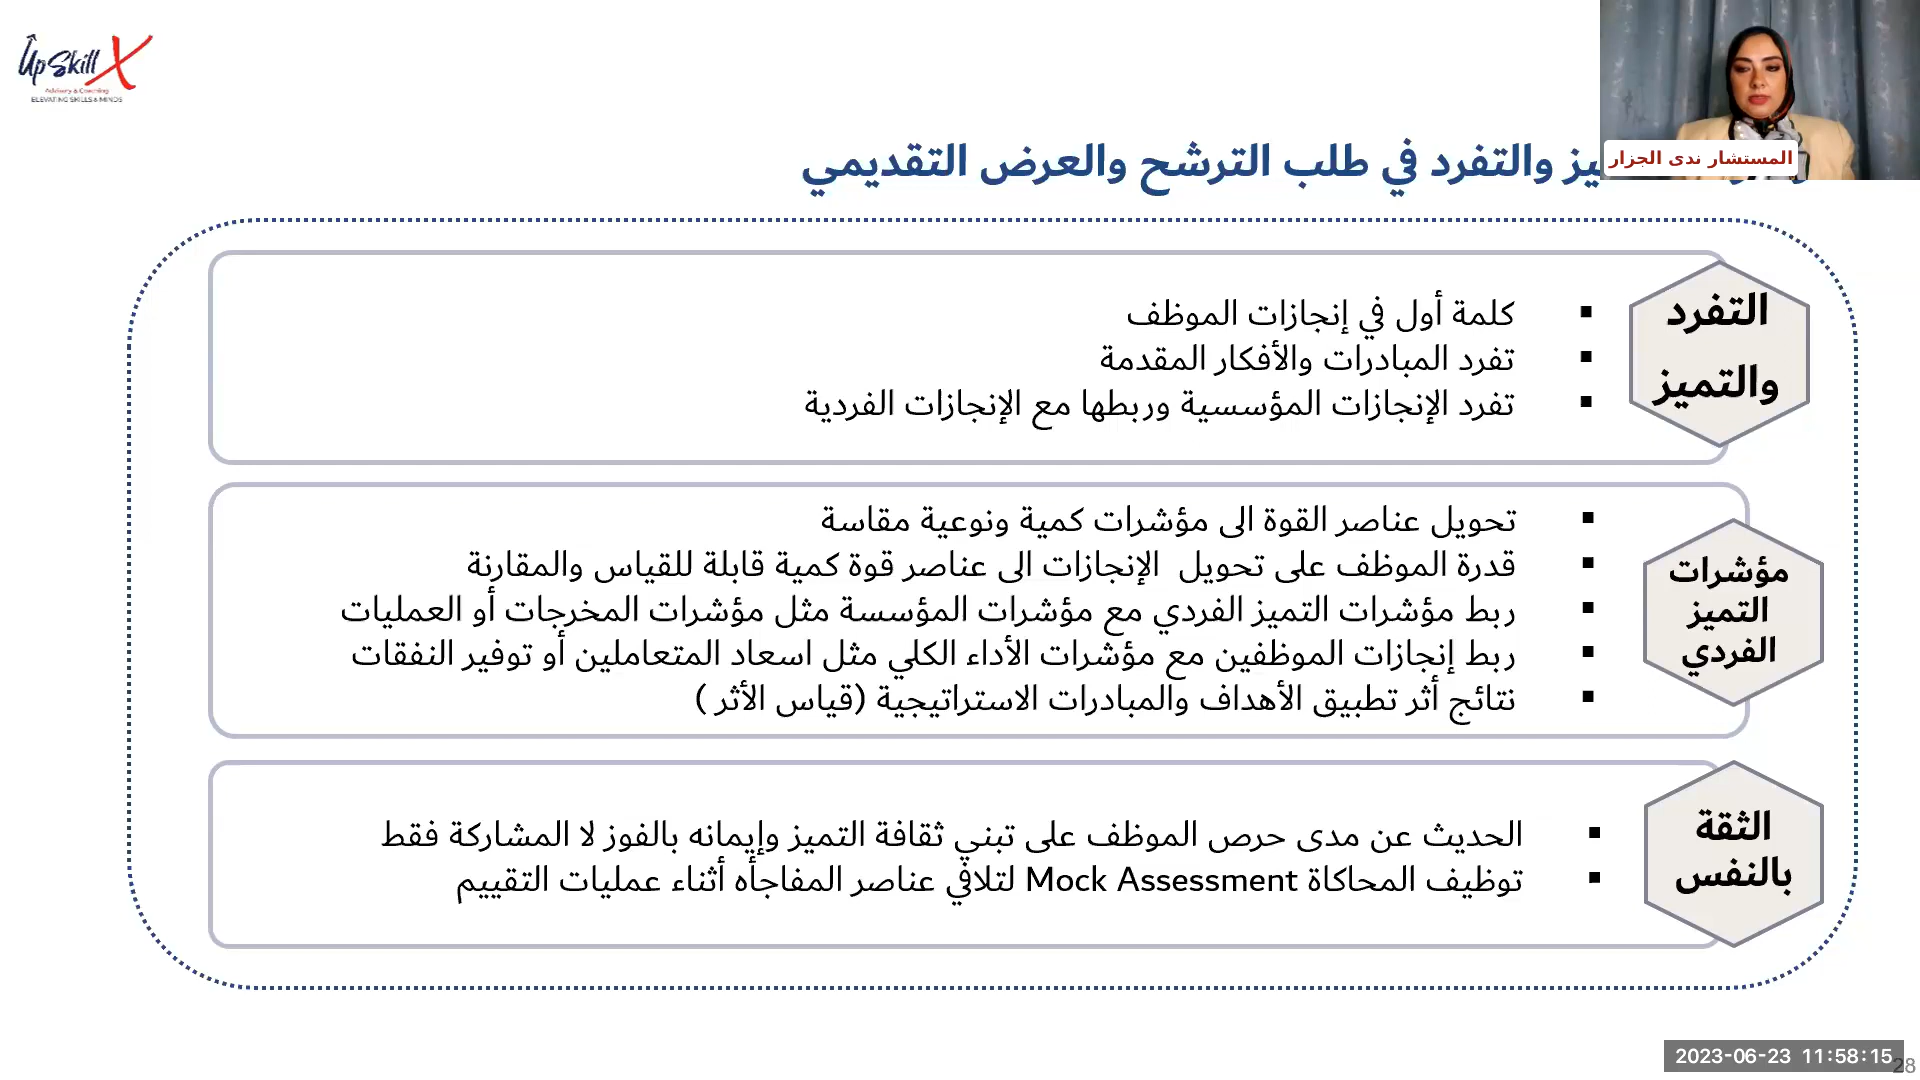 UpSkill X
Advisory & Coaching
ELEVATING SKILLS & MINDS
المستشار ندى الجزار
والتفرد في طلب الترشح والعرض التقديمي
التفرد
والتميز
▪ كلمة أول في إنجازات الموظف
▪ تفرد المبادرات والأفكار المقدمة
▪ تفرد الإنجازات المؤسسية وربطها مع الإنجازات الفردية
مؤشرات
التميز
الفردي
▪ تحويل عناصر القوة الى مؤشرات كمية ونوعية مقاسة
▪ قدرة الموظف على تحويل الإنجازات الى عناصر قوة كمية قابلة للقياس والمقارنة
▪ ربط مؤشرات التميز الفردي مع مؤشرات المؤسسة مثل مؤشرات المخرجات أو العمليات
▪ ربط إنجازات الموظفين مع مؤشرات الأداء الكلي مثل اسعاد المتعاملين أو توفير النفقات
▪ نتائج أثر تطبيق الأهداف والمبادرات الاستراتيجية (قياس الأثر )
الثقة
بالنفس
▪ الحديث عن مدى حرص الموظف على تبني ثقافة التميز وإيمانه بالفوز لا المشاركة فقط
▪ توظيف المحاكاة Mock Assessment لتلافي عناصر المفاجأه أثناء عمليات التقييم
2023-06-23 11:58:15
28